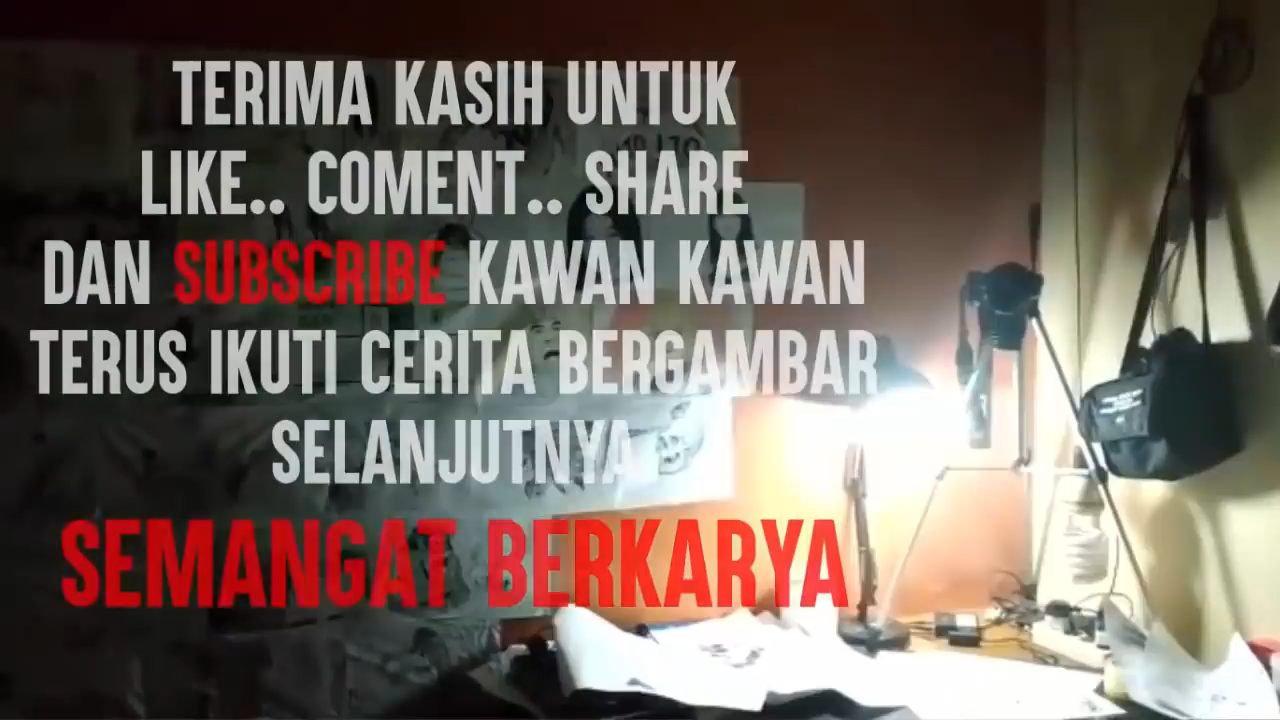 TERIMA KASIH UNTUK
LIKE.. COMENT.. SHARE
DAN SUBSCRIBE KAWAN KAWAN
TERUS IKUTI CERITA BERGAMBAR
SELANJUTNYA
SEMANGAT BERKARYA